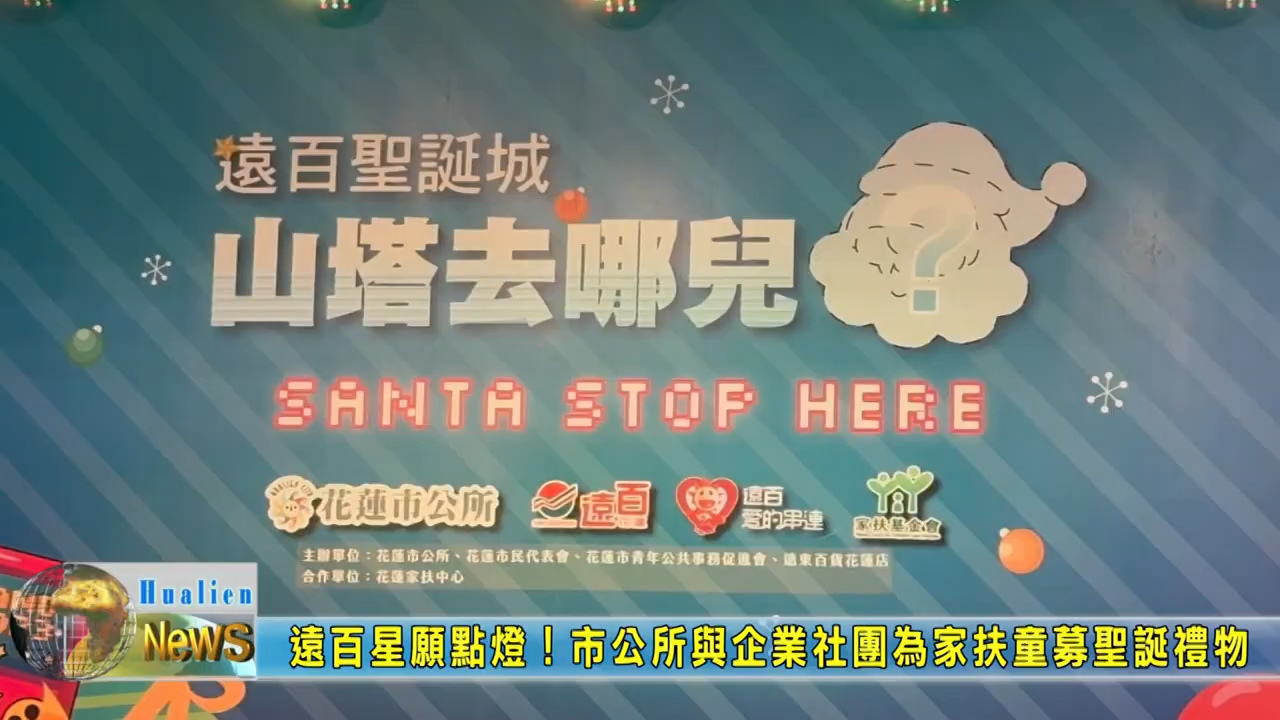 遠百聖誕城
山塔去哪兒
?
SANTA STOP HERE
花蓮市公所
遠百
遠百
愛的串連
家扶基金會
主辦單位：花蓮市公所、花蓮市民代表會、花蓮市青年公共事務促進會、遠東百貨花蓮店
合作單位：花蓮家扶中心
Hualien
News
遠百星願點燈！市公所與企業社團為家扶童募聖誕禮物